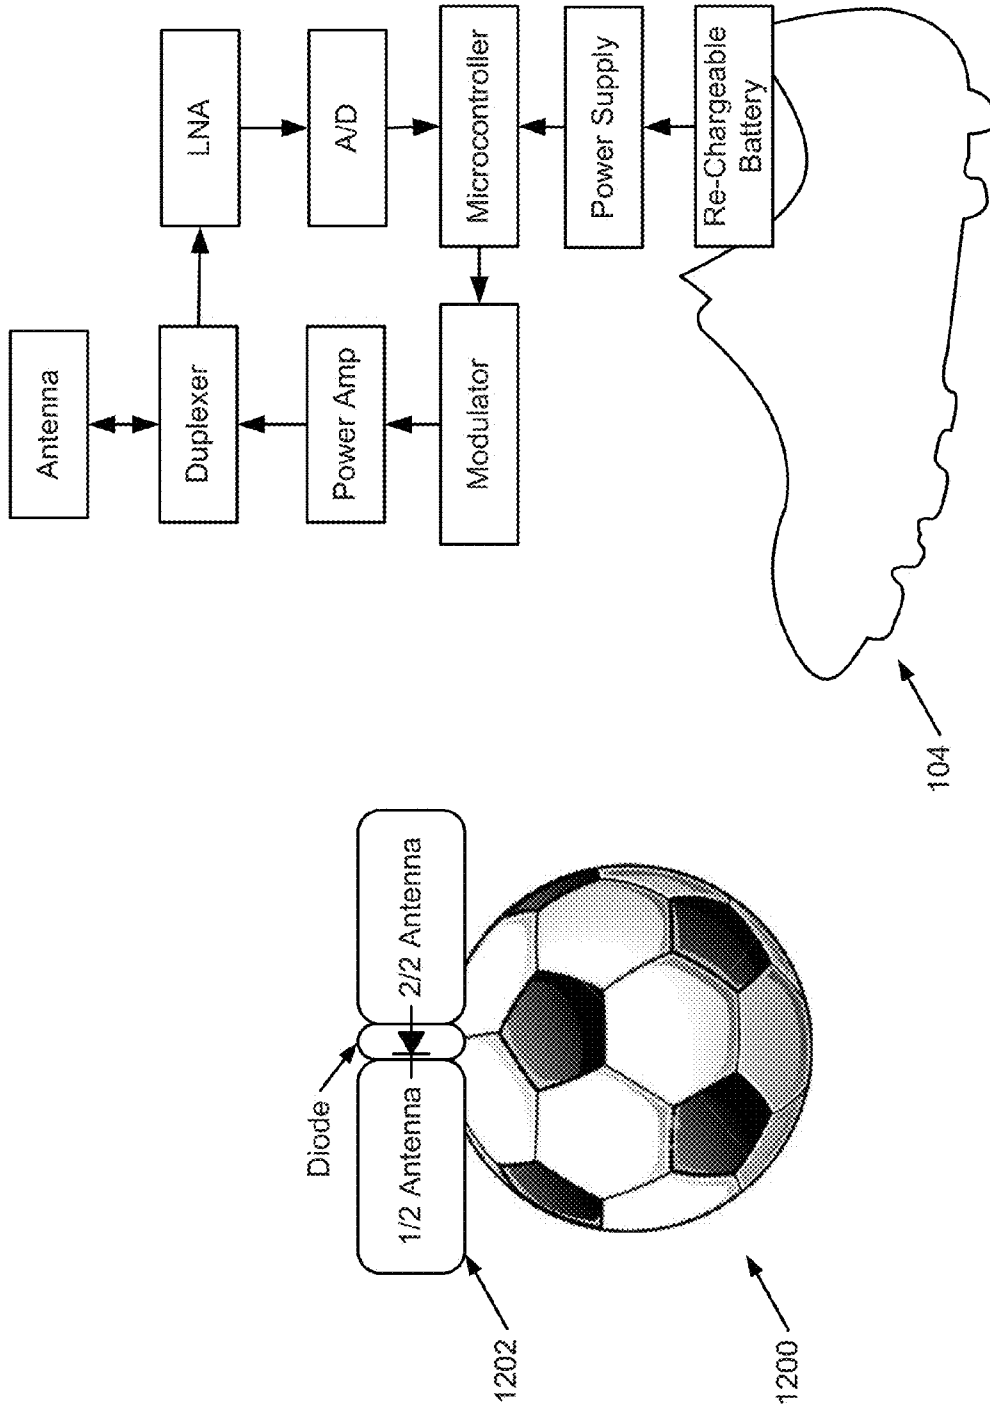 Antenna
Duplexer
LNA
Power Amp
A/D
Modulator
Microcontroller
Power Supply
Re-Chargeable
Battery
104
Diode
1/2 Antenna
2/2 Antenna
1202
1200